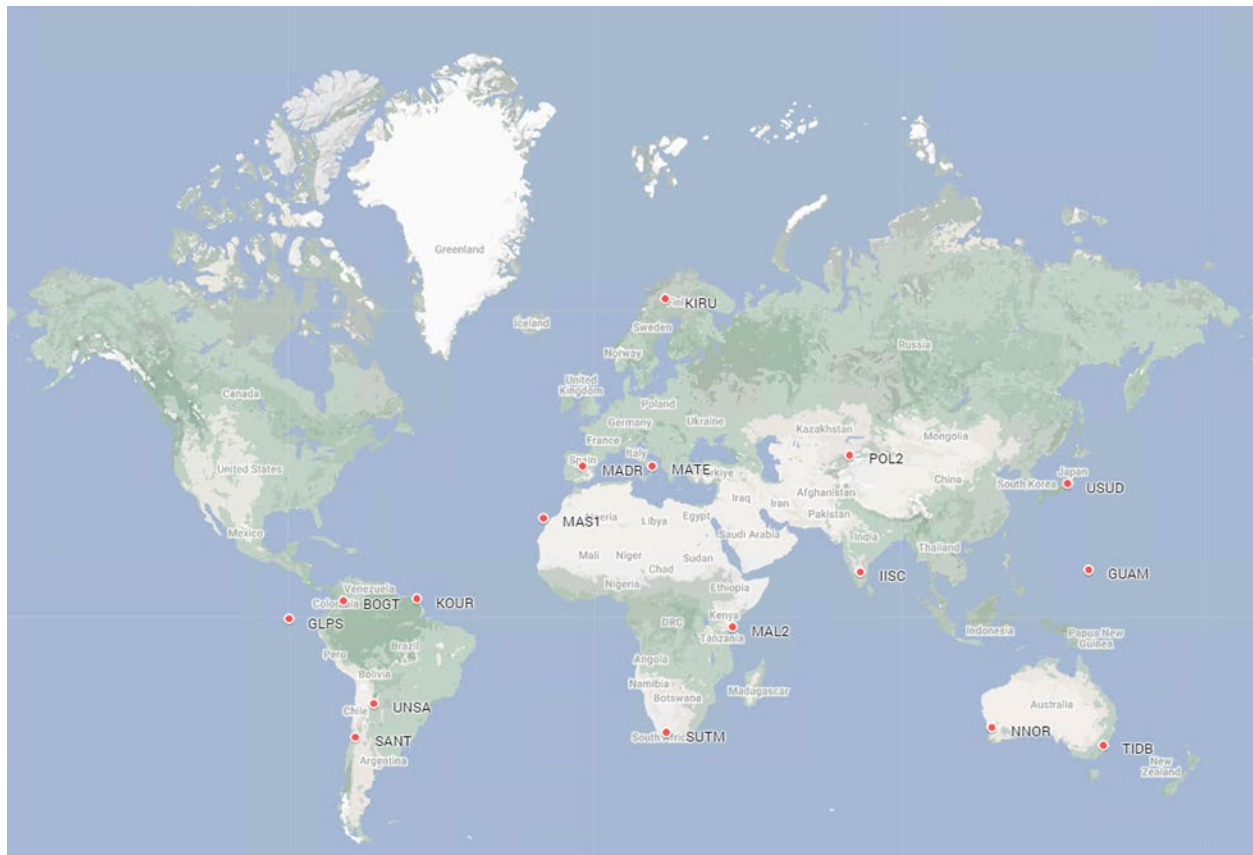 Greenland
Iceland
Finl
KIRU
Sweden
Norway
Russia
United
Kingdom
Canada
Poland
Germany
Ukraine
Kazakhstan
Mongolia
France
Italy
Spain
MADR
MATE
Türkiye
POL2
United States
Japan
China
South Korea
USUD
Iraq
Iran
Afghanistan
Pakistan
MAS1
Algeria
Libya
Egypt
Saudi Arabia
India
Mexico
Thailand
Mali
Niger
Chad
Sudan
IISC
GUAM
Nigeria
Ethiopia
Venezuela
Colombia
BOGT
KOUR
GLPS
DRC
Kenya
MAL2
Tanzania
Indonesia
Papua New
Guinea
Brazil
Peru
Bolivia
Angola
Namibia
Botswana
Madagascar
UNSA
Chile
SANT
Argentina
South Afric
SUTM
Australia
NNOR
TIDB
New
Zealand